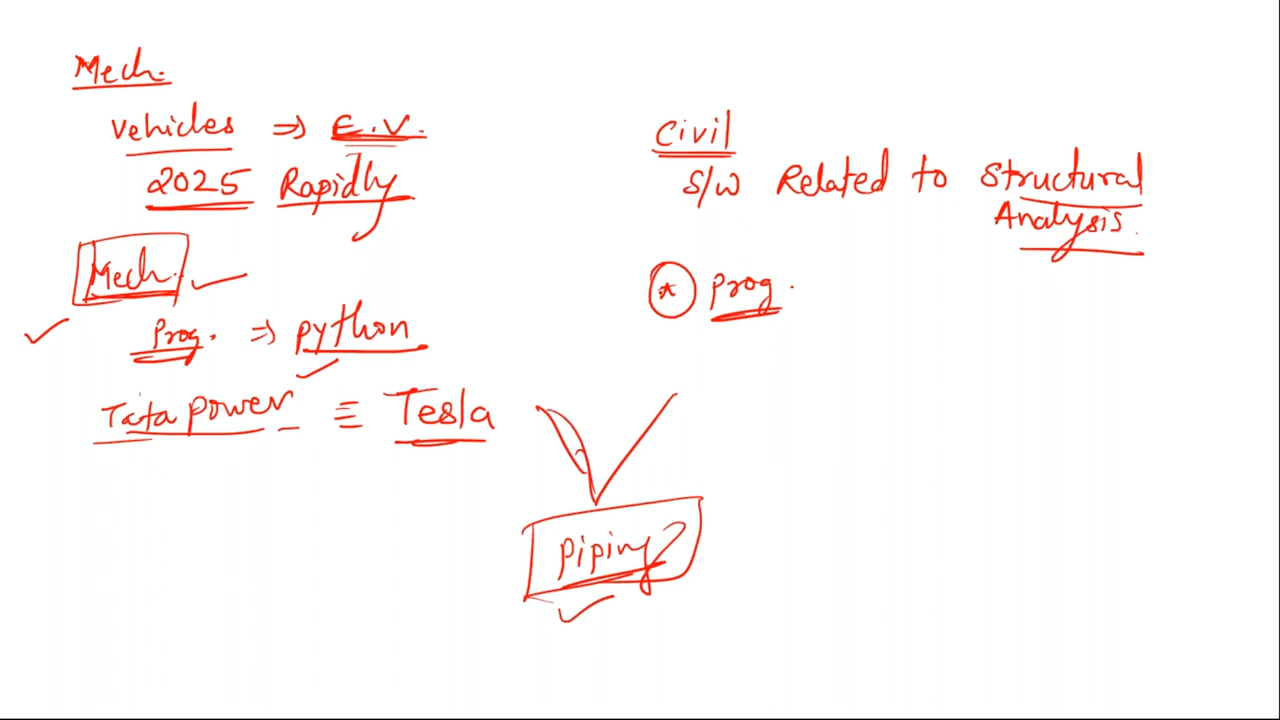 Mech.
Vehicles ⇒ E.V.
2025 Rapidly
Mech.
Prog. ⇒ python
Tata power ≡ Tesla
Civil
S/W Related to Structural
Analysis.
* Prog.
piping?